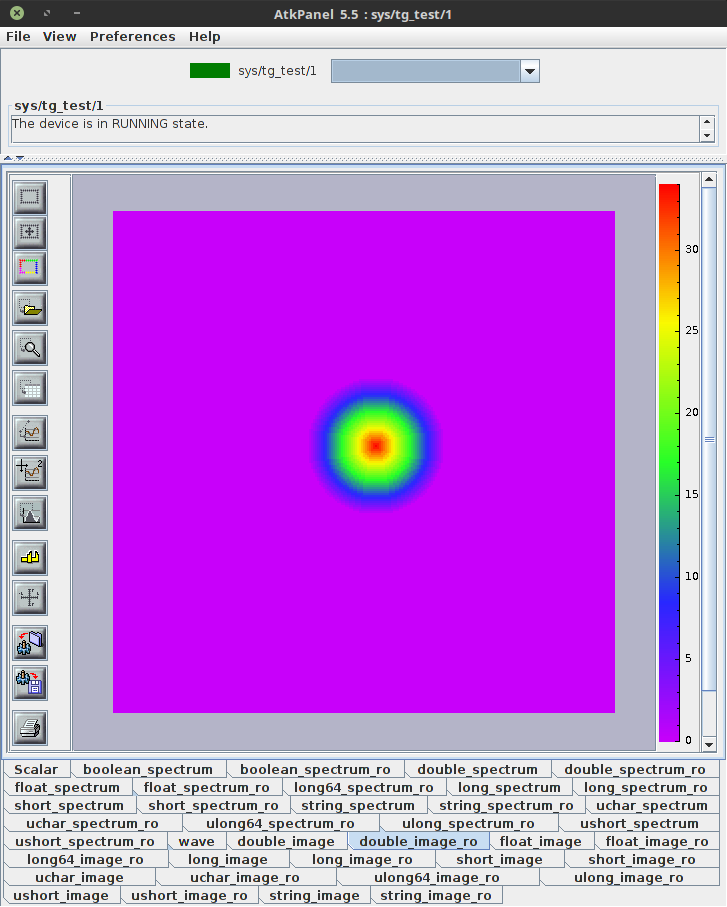 AtkPanel 5.5 : sys/tg_test/1
File View Preferences Help
sys/tg_test/1
sys/tg_test/1
The device is in RUNNING state.
30
25
20
15
10
5
0
2
Scalar boolean_spectrum boolean_spectrum_ro double_spectrum double_spectrum_ro
float_spectrum float_spectrum_ro long64_spectrum_ro long_spectrum long_spectrum_ro
short_spectrum short_spectrum_ro string_spectrum string_spectrum_ro uchar_spectrum
uchar_spectrum_ro ulong64_spectrum_ro ulong_spectrum_ro ushort_spectrum
ushort_spectrum_ro wave double_image double_image_ro float_image float_image_ro
long64_image_ro long_image long_image_ro short_image short_image_ro
uchar_image uchar_image_ro ulong64_image_ro ulong_image_ro
ushort_image ushort_image_ro string_image string_image_ro